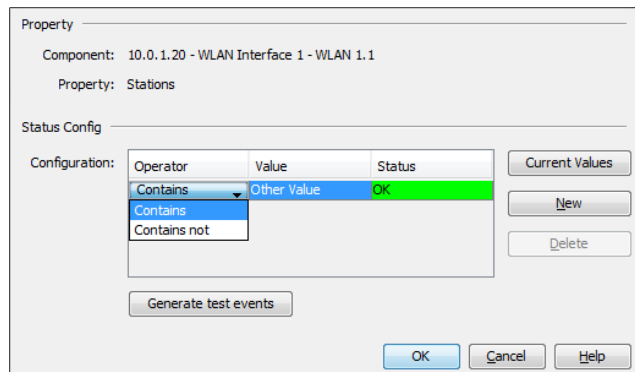 Property
Component: 10.0.1.20 - WLAN Interface 1 - WLAN 1.1
Property: Stations
Status Config
Configuration:
Operator Value Status
Contains Other Value OK
Contains
Contains not
Current Values
New
Delete
Generate test events
OK Cancel Help